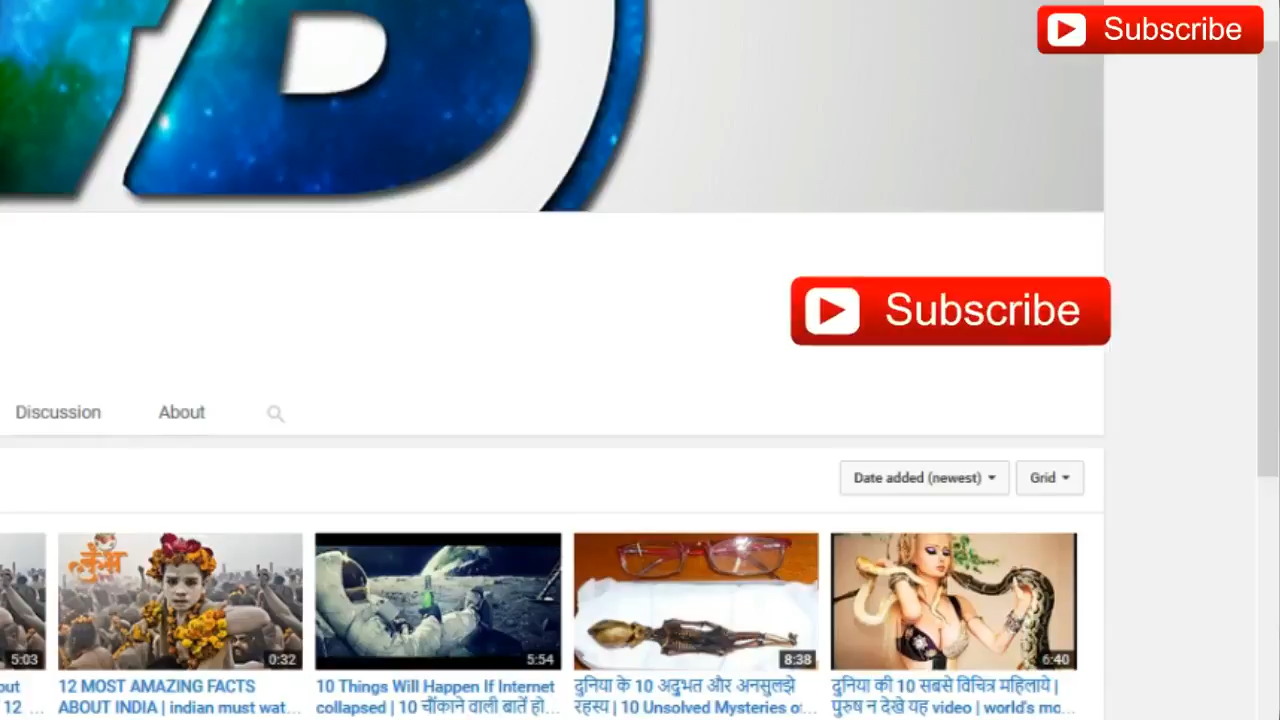 Subscribe
Subscribe
Discussion About
Date added (newest) Grid
5:03 0:32 5:54 8:38 6:40
12 MOST AMAZING FACTS
ABOUT INDIA | indian must wat...
10 Things Will Happen If Internet
collapsed | 10 चौंकाने वाली बातें हो...
दुनिया के 10 अदुभत और अनसुलझे
रहस्य | 10 Unsolved Mysteries o...
दुनिया की 10 सबसे विचित्र महिलाये |
पुरुष न देखे यह video | world's mo...
12 ...